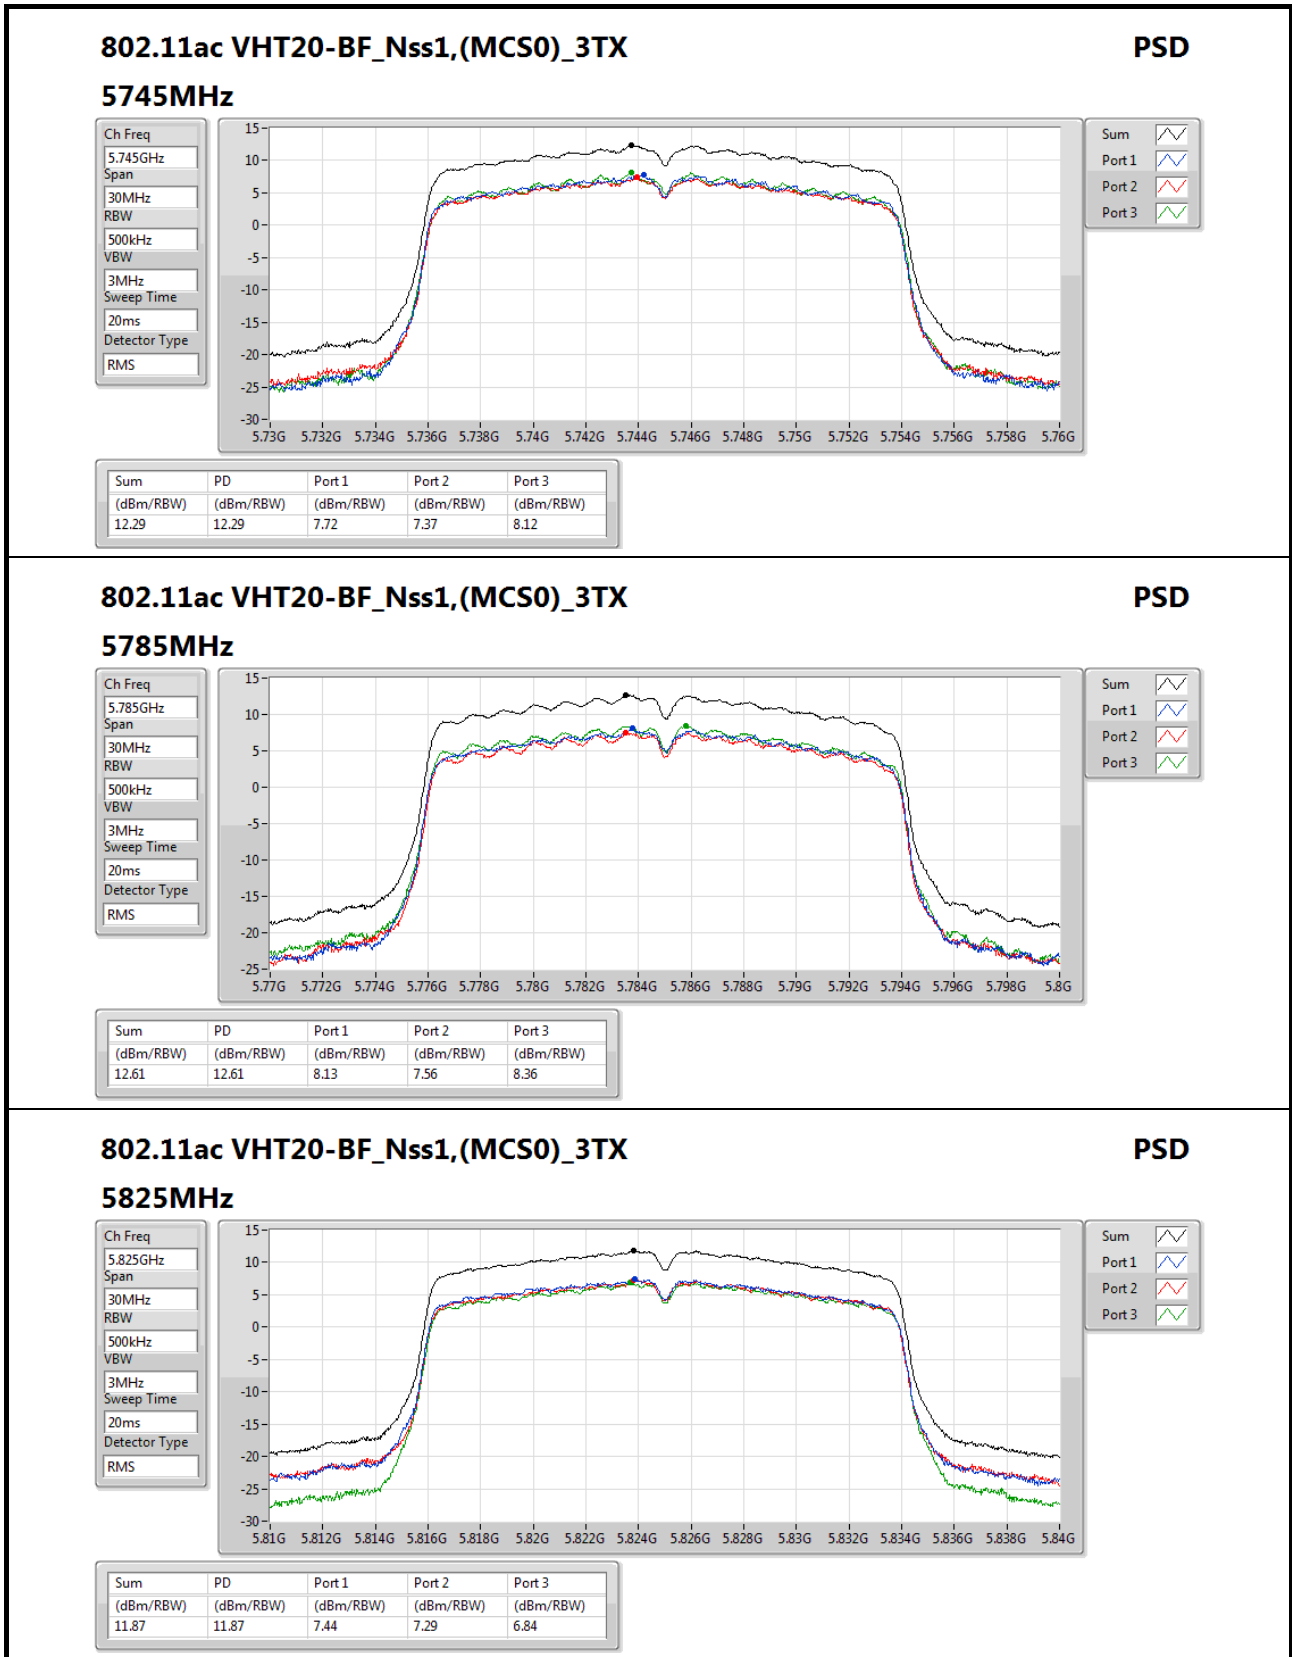 802.11ac VHT20-BF_Nss1,(MCS0)_3TX PSD
5745MHz
Ch Freq
5.745GHz
Span
30MHz
RBW
500kHz
VBW
3MHz
Sweep Time
20ms
Detector Type
RMS
15
10
5
0
-5
-10
-15
-20
-25
-30
5.73G 5.732G 5.734G 5.736G 5.738G 5.74G 5.742G 5.744G 5.746G 5.748G 5.75G 5.752G 5.754G 5.756G 5.758G 5.76G
Sum
Port 1
Port 2
Port 3
Sum PD Port 1 Port 2 Port 3
(dBm/RBW) (dBm/RBW) (dBm/RBW) (dBm/RBW) (dBm/RBW)
12.29 12.29 7.72 7.37 8.12
802.11ac VHT20-BF_Nss1,(MCS0)_3TX PSD
5785MHz
Ch Freq
5.785GHz
Span
30MHz
RBW
500kHz
VBW
3MHz
Sweep Time
20ms
Detector Type
RMS
15
10
5
0
-5
-10
-15
-20
-25
5.77G 5.772G 5.774G 5.776G 5.778G 5.78G 5.782G 5.784G 5.786G 5.788G 5.79G 5.792G 5.794G 5.796G 5.798G 5.8G
Sum
Port 1
Port 2
Port 3
Sum PD Port 1 Port 2 Port 3
(dBm/RBW) (dBm/RBW) (dBm/RBW) (dBm/RBW) (dBm/RBW)
12.61 12.61 8.13 7.56 8.36
802.11ac VHT20-BF_Nss1,(MCS0)_3TX PSD
5825MHz
Ch Freq
5.825GHz
Span
30MHz
RBW
500kHz
VBW
3MHz
Sweep Time
20ms
Detector Type
RMS
15
10
5
0
-5
-10
-15
-20
-25
-30
5.81G 5.812G 5.814G 5.816G 5.818G 5.82G 5.822G 5.824G 5.826G 5.828G 5.83G 5.832G 5.834G 5.836G 5.838G 5.84G
Sum
Port 1
Port 2
Port 3
Sum PD Port 1 Port 2 Port 3
(dBm/RBW) (dBm/RBW) (dBm/RBW) (dBm/RBW) (dBm/RBW)
11.87 11.87 7.44 7.29 6.84